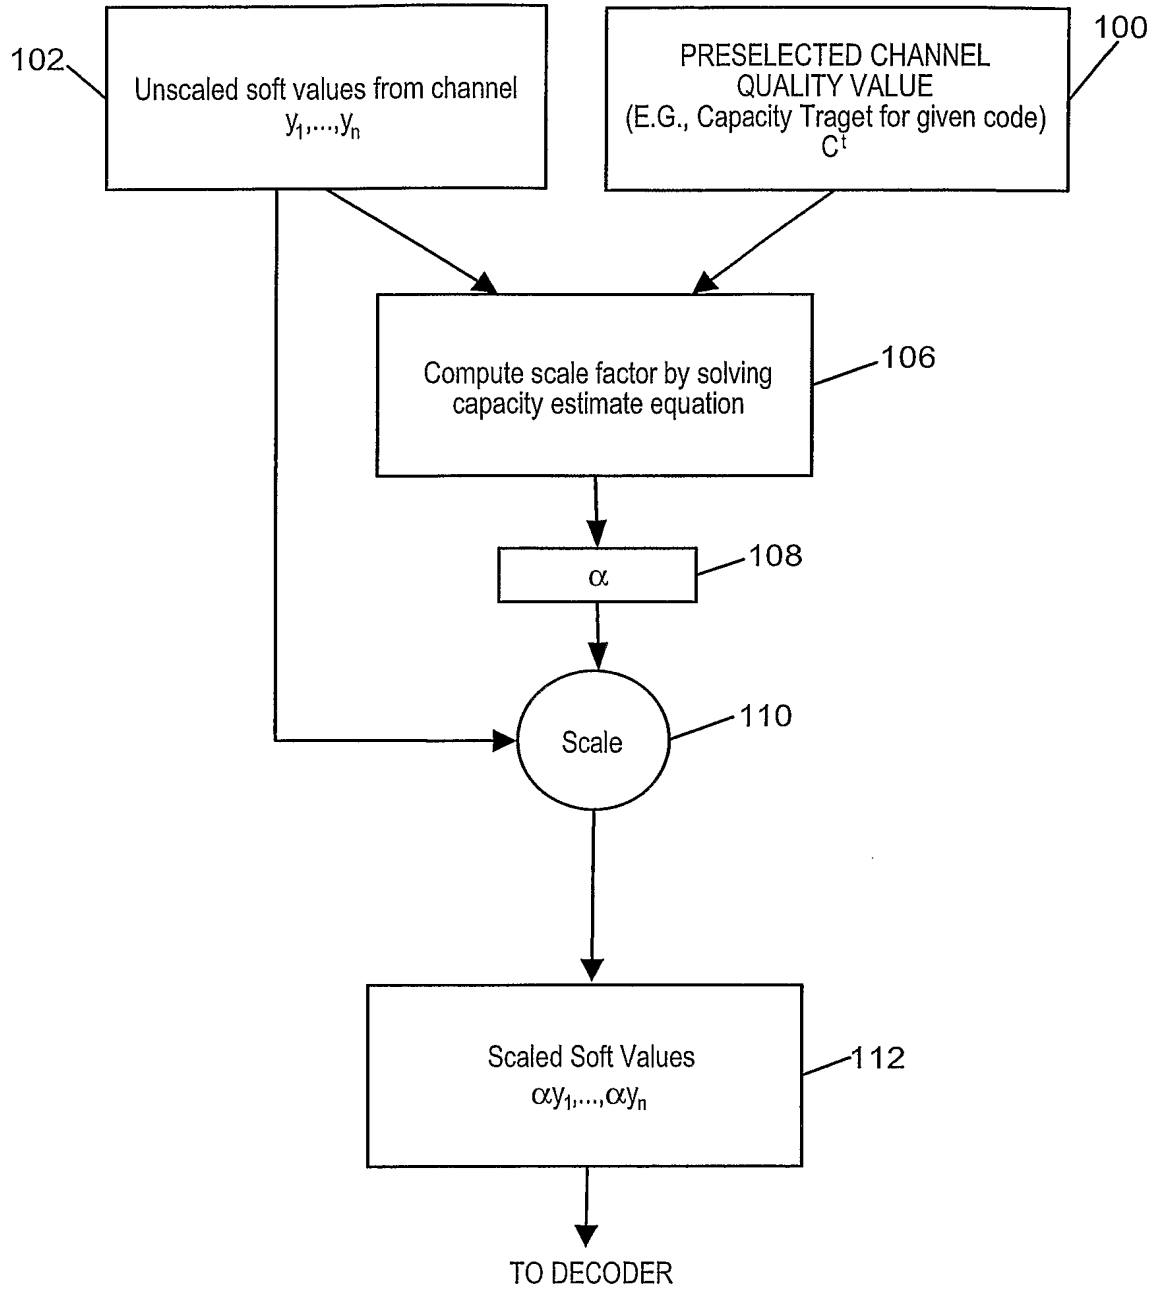 102
Unscaled soft values from channel
y1,...,yn
100
PRESELECTED CHANNEL
QUALITY VALUE
(E.G., Capacity Traget for given code)
C^t
106
Compute scale factor by solving
capacity estimate equation
108
α
110
Scale
112
Scaled Soft Values
αy1,...,αyn
TO DECODER